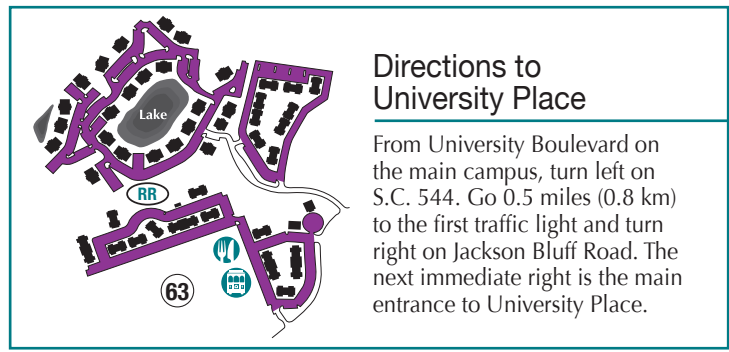 Lake
RR
63
Directions to
University Place
From University Boulevard on
the main campus, turn left on
S.C. 544. Go 0.5 miles (0.8 km)
to the first traffic light and turn
right on Jackson Bluff Road. The
next immediate right is the main
entrance to University Place.